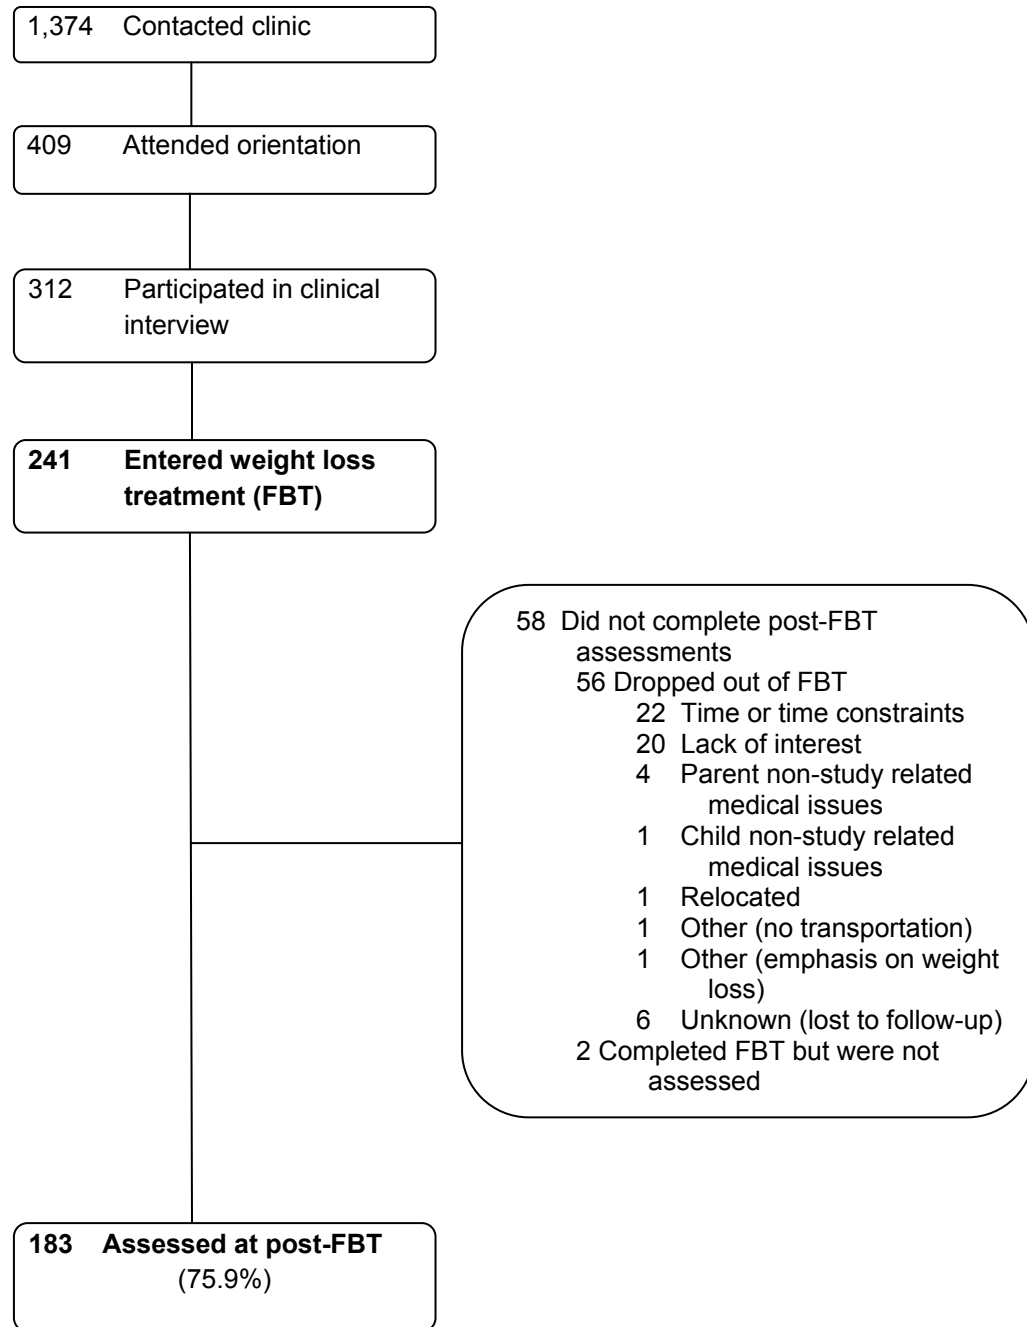 1,374 Contacted clinic
409 Attended orientation
312 Participated in clinical
interview
241 Entered weight loss
treatment (FBT)
58 Did not complete post-FBT
assessments
56 Dropped out of FBT
22 Time or time constraints
20 Lack of interest
4 Parent non-study related
medical issues
1 Child non-study related
medical issues
1 Relocated
1 Other (no transportation)
1 Other (emphasis on weight
loss)
6 Unknown (lost to follow-up)
2 Completed FBT but were not
assessed
183 Assessed at post-FBT
(75.9%)